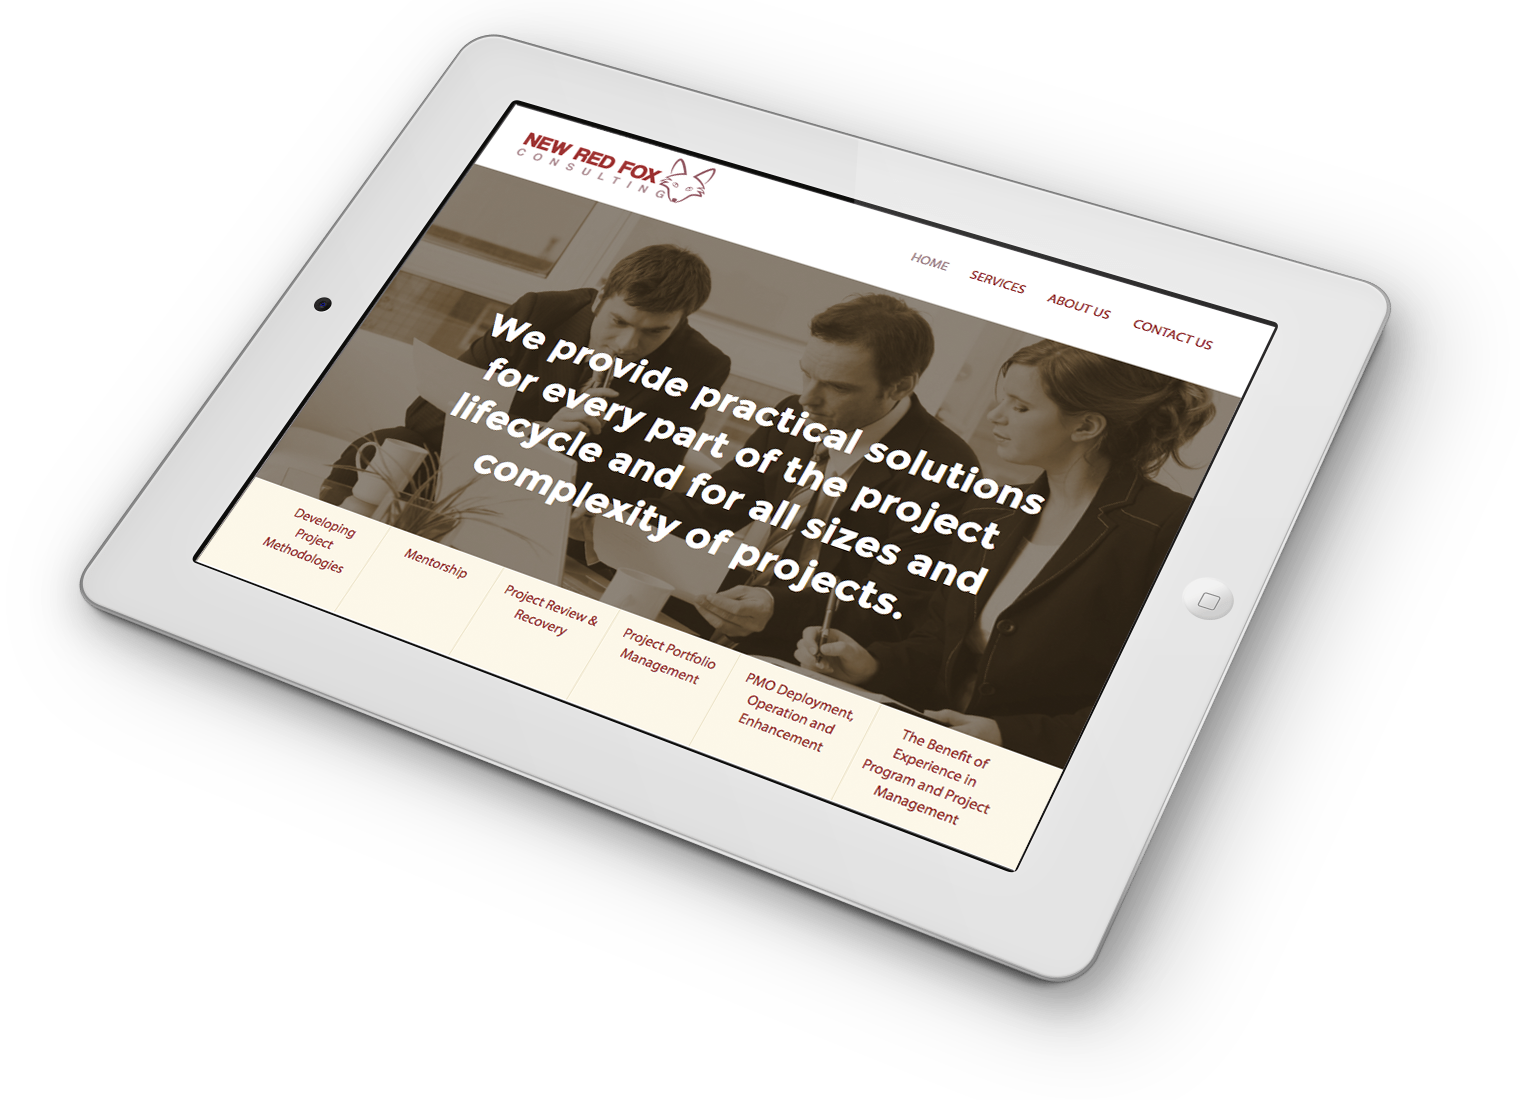 NEW RED FOX
CONSULTING
HOME
SERVICES
ABOUT US
CONTACT US
We provide practical solutions
for every part of the project
lifecycle and for all sizes and
complexity of projects.
Developing
Project
Methodologies
Mentorship
Project Review &
Recovery
Project Portfolio
Management
PMO Deployment,
Operation and
Enhancement
The Benefit of
Experience in
Program and Project
Management